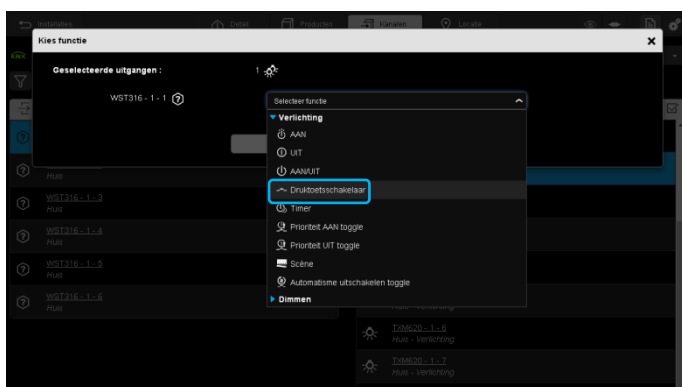 Installaties
Detail
Producten
Kanalen
Locatie
Kies functie
KNX
Geselecteerde uitgangen :
1
WST316 - 1 - 1
Selecteer functie
Verlichting
AAN
UIT
AAN/UIT
Druktoetsschakelaar
Timer
Prioriteit AAN toggle
Prioriteit UIT toggle
Scène
Automatisme uitschakelen toggle
Dimmen
Huis
WST316 - 1 - 3
Huis
WST316 - 1 - 4
Huis
WST316 - 1 - 5
Huis
WST316 - 1 - 6
Huis
Huis - Verlichting
TXM620 - 1 - 6
Huis - Verlichting
TXM620 - 1 - 7
Huis - Verlichting